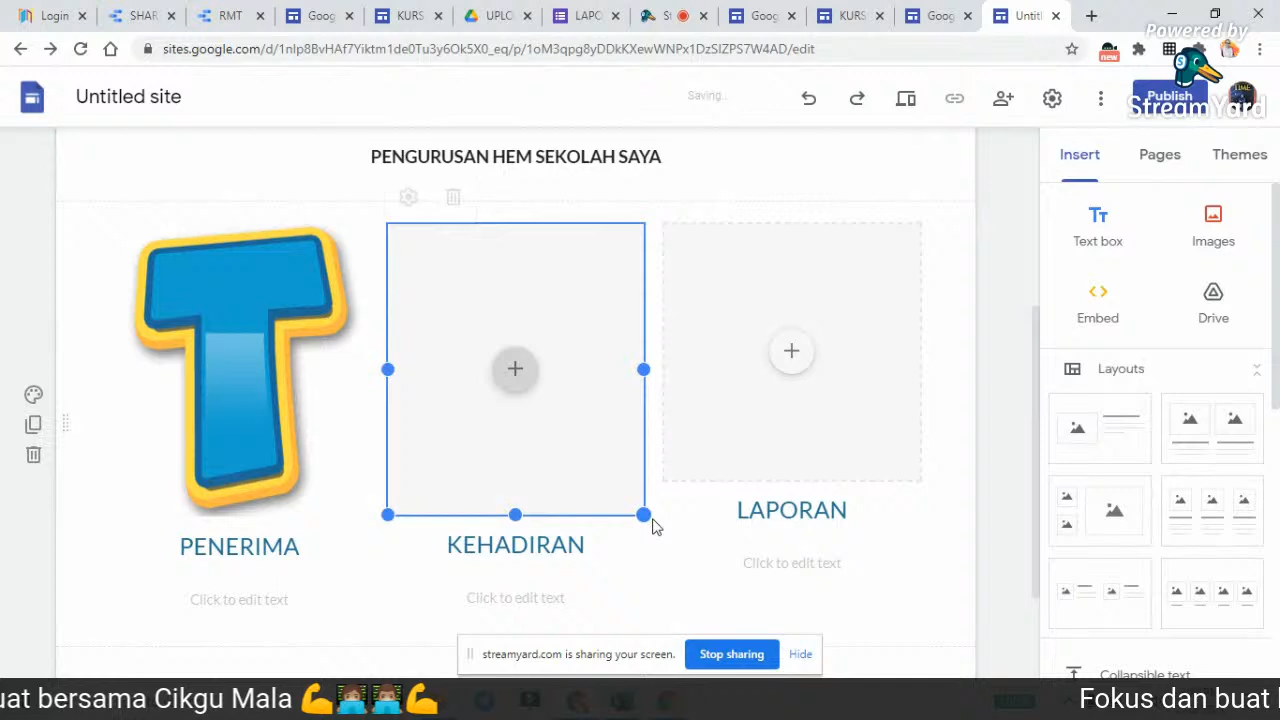 Login
SHAR
RMT
Goog
KURS
UPLO
LAPO
St
Goog
KURS
Goog
Untitl
sites.google.com/d/1nlp8BvHAf7Yiktm1de0Tu3y6Ok5X0_eq/p/1oM3qpg8yDDkKXewWNPx1DzSIZPS7W4AD/edit
new
Powered by
StreamYard
Untitled site
Saving..
Publish
PENGURUSAN HEM SEKOLAH SAYA
Insert
Pages
Themes
Text box
Images
Embed
Drive
Layouts
T
PENERIMA
KEHADIRAN
LAPORAN
Click to edit text
Click to edit text
Click to edit text
Collapsible text
streamyard.com is sharing your screen.
Stop sharing
Hide
uat bersama Cikgu Mala 💪👩🏽‍💻👨🏽‍💻💪
Fokus dan buat